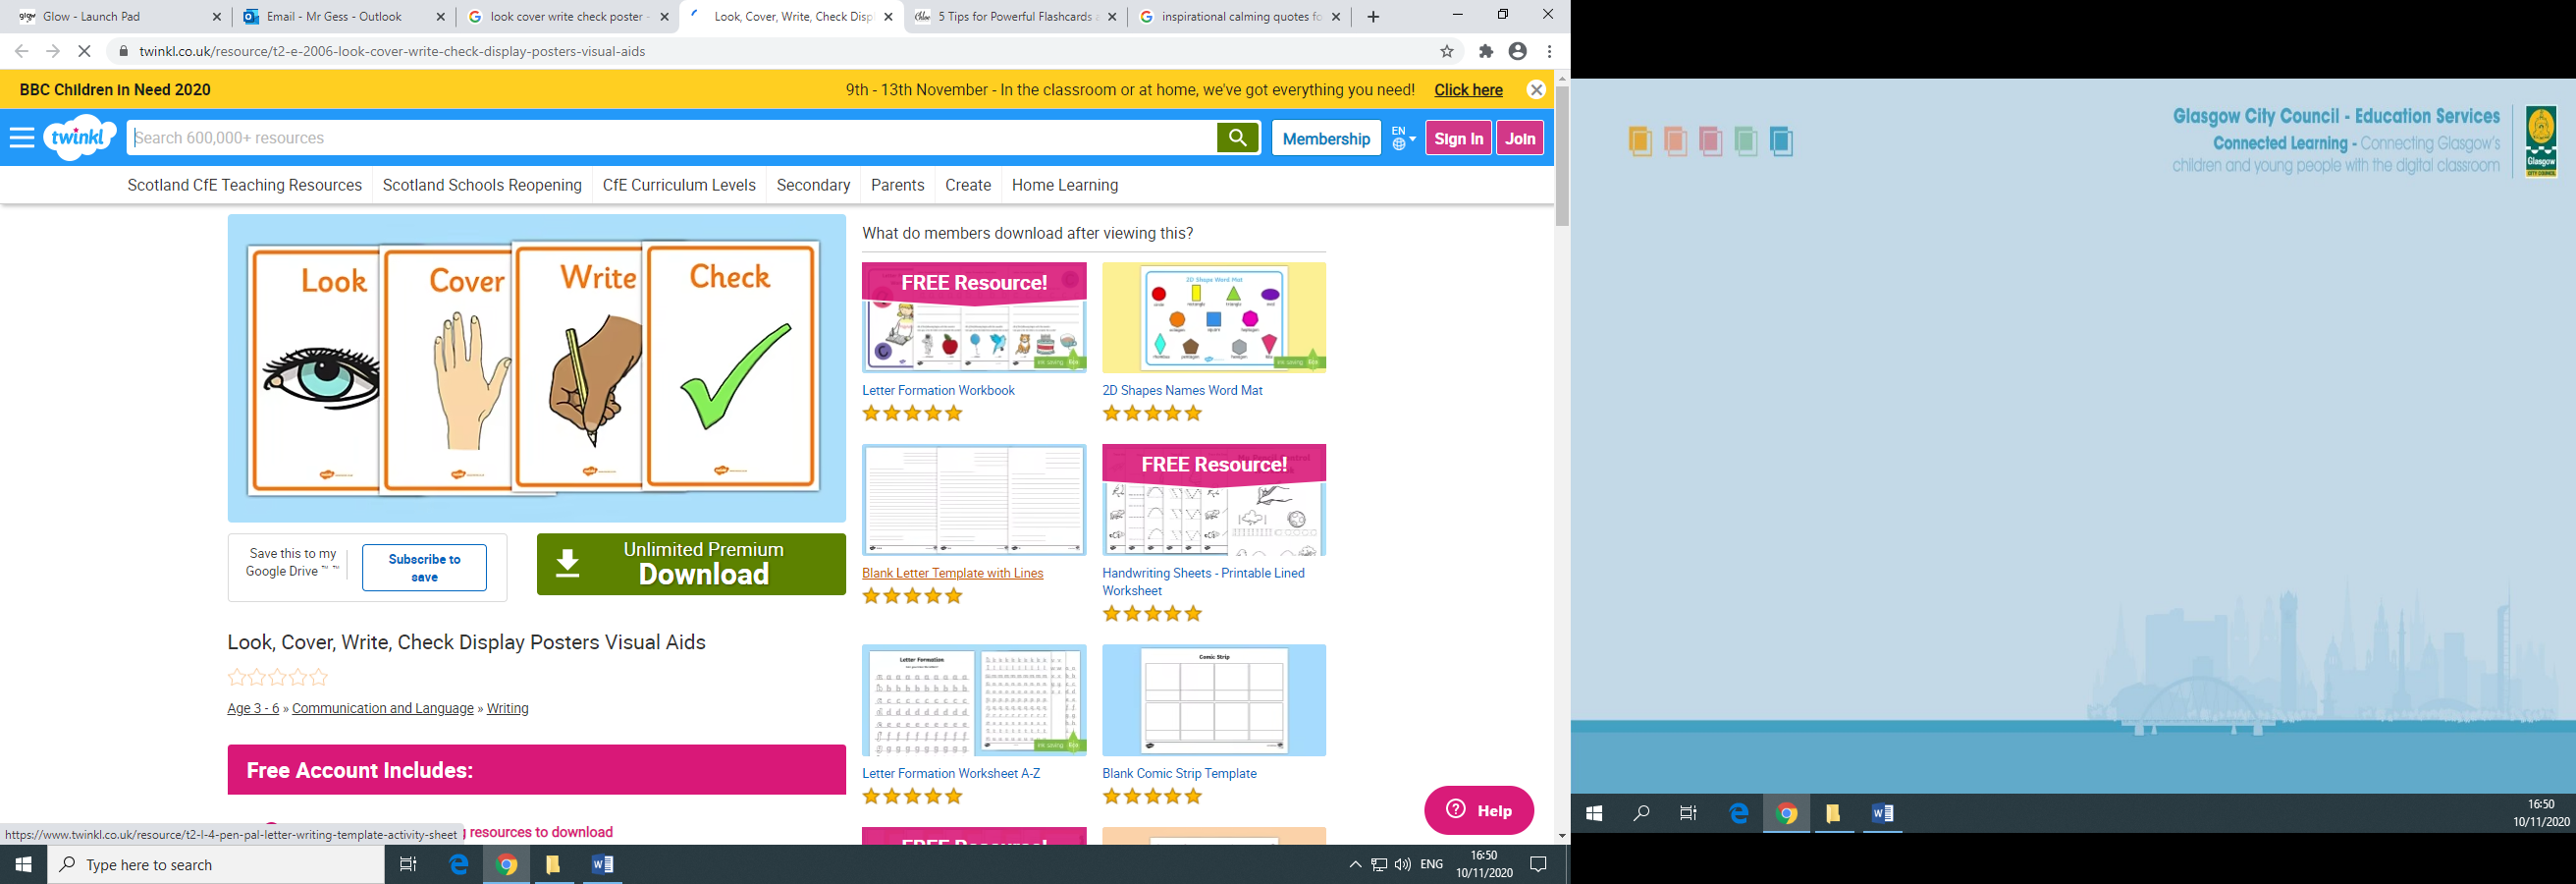 Glow - Launch Pad
Email - Mr Gess - Outlook
look cover write check poster -
Look, Cover, Write, Check Displ
5 Tips for Powerful Flashcards a
inspirational calming quotes fo
twinkl.co.uk/resource/t2-e-2006-look-cover-write-check-display-posters-visual-aids
BBC Children in Need 2020
9th - 13th November - In the classroom or at home, we've got everything you need! Click here
twinkl
Search 600,000+ resources
Membership
EN
Sign In
Join
Scotland CfE Teaching Resources
Scotland Schools Reopening
CfE Curriculum Levels
Secondary
Parents
Create
Home Learning
Look
Cover
Write
Check
Save this to my
Google Drive ™ ™
Subscribe to
save
Unlimited Premium
Download
Look, Cover, Write, Check Display Posters Visual Aids
Age 3 - 6 » Communication and Language » Writing
Free Account Includes:
resources to download
https://www.twinkl.co.uk/resource/t2-l-4-pen-pal-letter-writing-template-activity-sheet
What do members download after viewing this?
FREE Resource!
Letter Formation Workbook
2D Shape Word Mat
2D Shapes Names Word Mat
Blank Letter Template with Lines
FREE Resource!
Handwriting Sheets - Printable Lined
Worksheet
Letter Formation
Letter Formation Worksheet A-Z
Comic Strip
Blank Comic Strip Template
FREE Resource!
Help
Type here to search
ENG
16:50
10/11/2020
Glasgow City Council - Education Services
Connected Learning - Connecting Glasgow's
children and young people with the digital classroom
Glasgow
CITY COUNCIL
16:50
10/11/2020